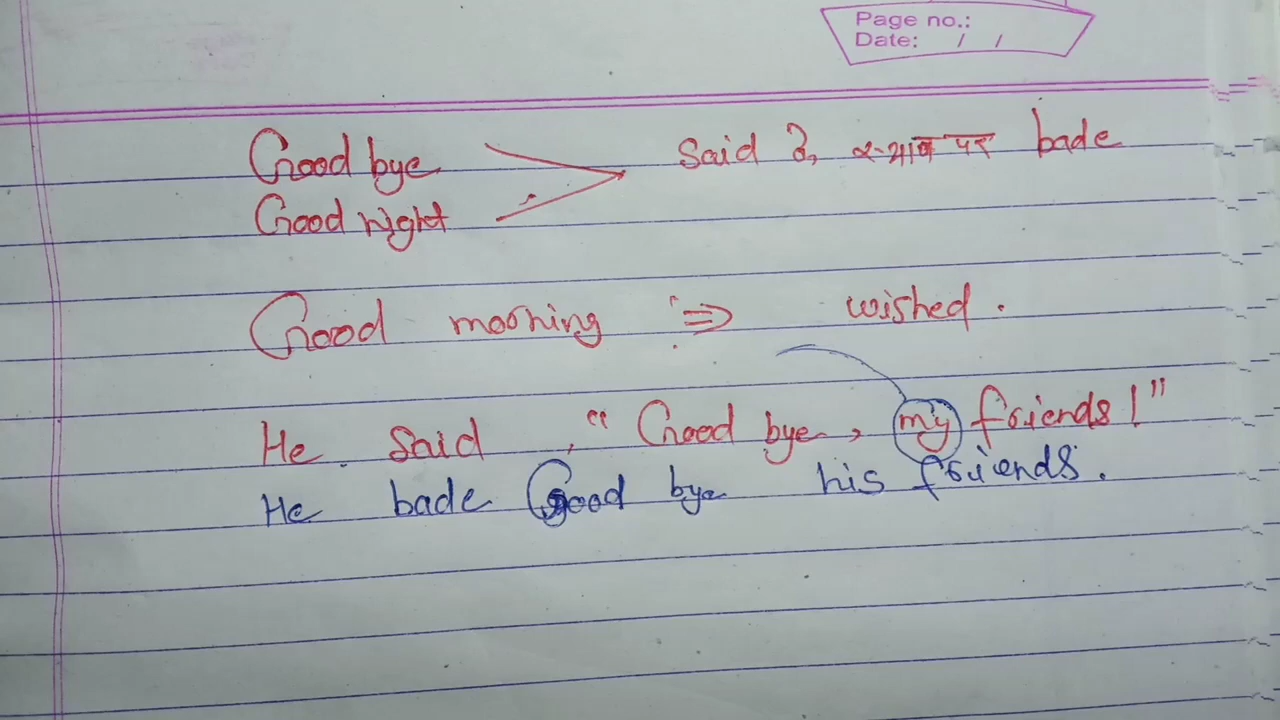 Page no.:
Date: / /
Good bye
Good Night
Said के स्थान पर bade
Good morning ⇒ wished.
He Said, "Good bye, my friends!"
He bade Good bye his friends.